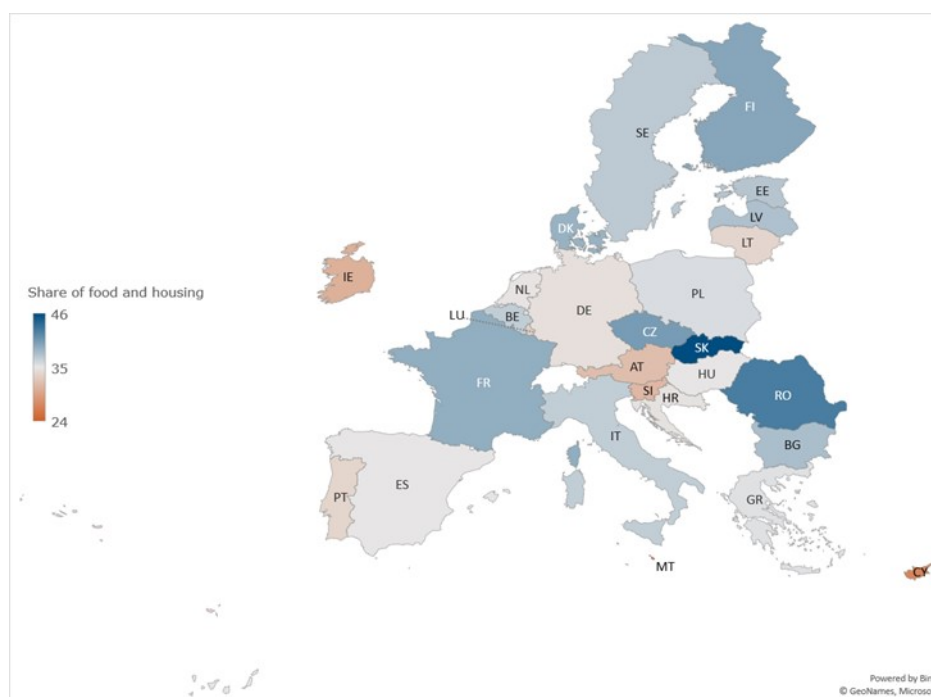 FI
SE
EE
LV
DK
LT
IE
NL
PL
Share of food and housing
DE
46
LU
BE
CZ
SK
35
AT
HU
FR
SI
RO
HR
24
IT
BG
ES
PT
GR
MT
CY
Powered by Bin
© GeoNames, Microso